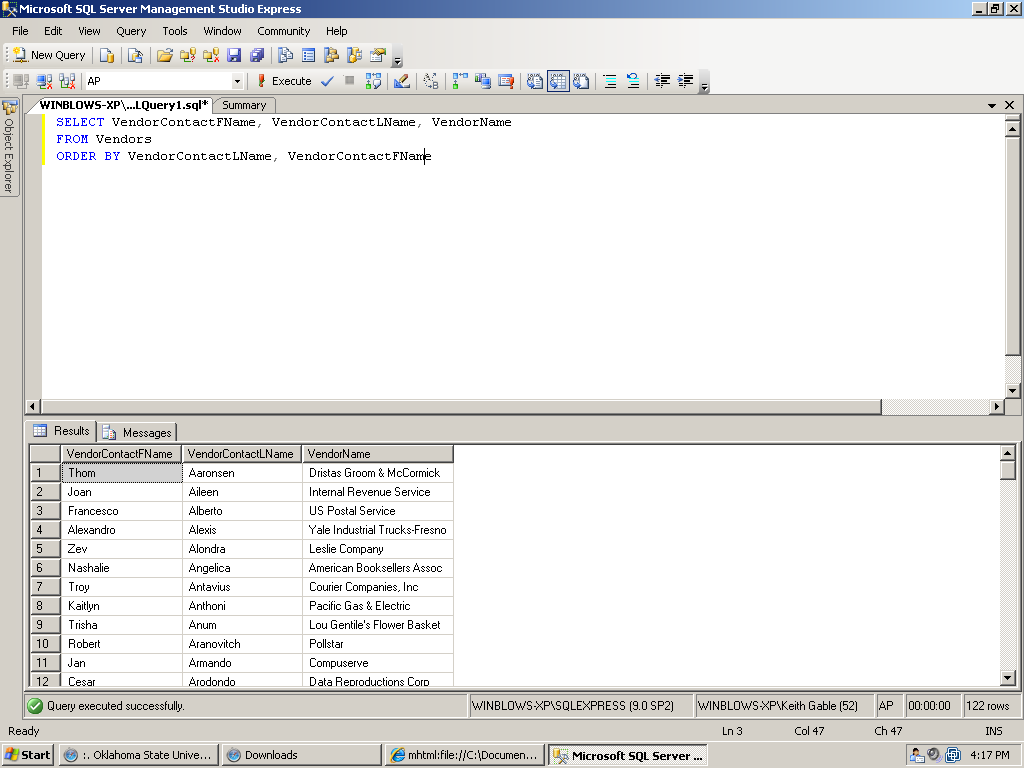 Microsoft SQL Server Management Studio Express
File Edit View Query Tools Window Community Help
New Query
AP Execute
WINBLOWS-XP\...LQuery1.sql* Summary
Object Explorer
SELECT VendorContactFName, VendorContactLName, VendorName
FROM Vendors
ORDER BY VendorContactLName, VendorContactFName
Results Messages
VendorContactFName VendorContactLName VendorName
1 Thom Aaronsen Dristas Groom & McCormick
2 Joan Aileen Internal Revenue Service
3 Francesco Alberto US Postal Service
4 Alexandro Alexis Yale Industrial Trucks-Fresno
5 Zev Alondra Leslie Company
6 Nashalie Angelica American Booksellers Assoc
7 Troy Antavius Courier Companies, Inc
8 Kaitlyn Anthoni Pacific Gas & Electric
9 Trisha Anum Lou Gentile's Flower Basket
10 Robert Aranovitch Pollstar
11 Jan Armando Compuserve
12 Cesar Arodondo Data Reproductions Corp
Query executed successfully. WINBLOWS-XP\SQLEXPRESS (9.0 SP2) WINBLOWS-XP\Keith Gable (52) AP 00:00:00 122 rows
Ready Ln 3 Col 47 Ch 47 INS
Start :. Oklahoma State Unive... Downloads mhtml:file://C:\Documen... Microsoft SQL Server ... 4:17 PM